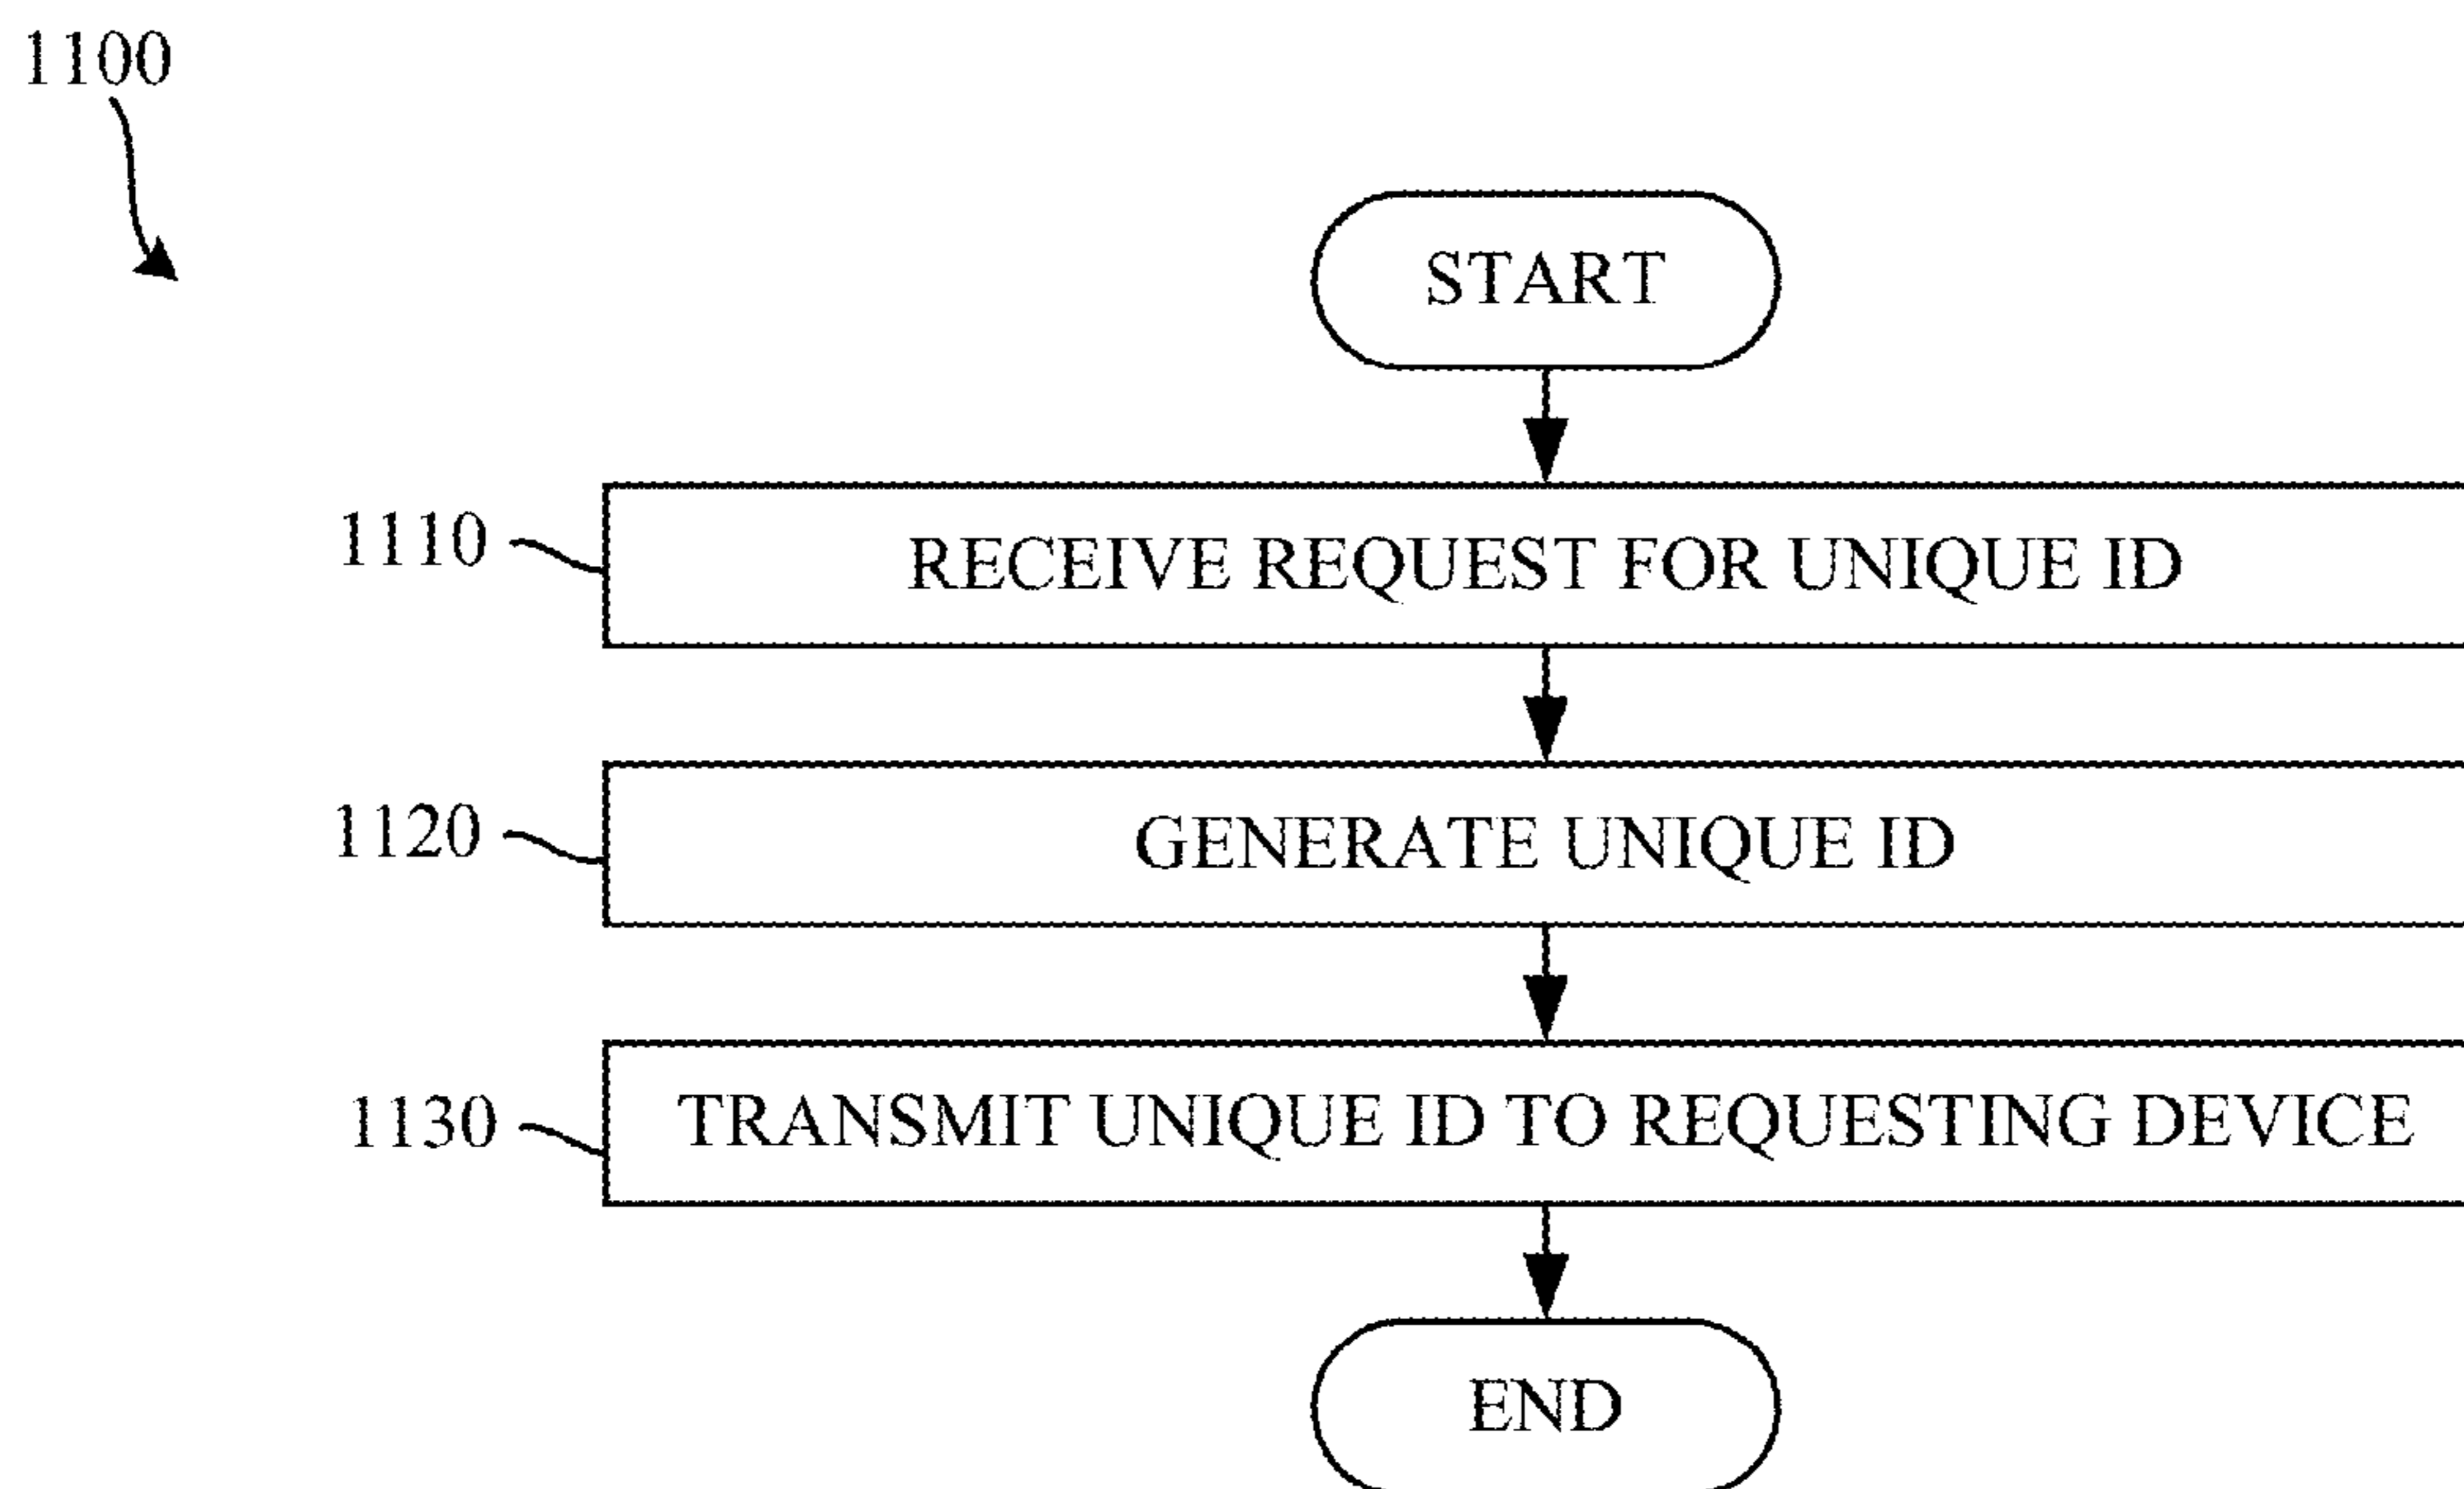 1100
START
1110 RECEIVE REQUEST FOR UNIQUE ID
1120 GENERATE UNIQUE ID
1130 TRANSMIT UNIQUE ID TO REQUESTING DEVICE
END